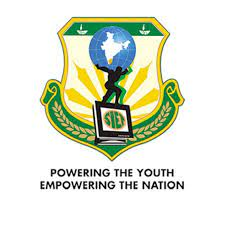 POWERING THE YOUTH
EMPOWERING THE NATION